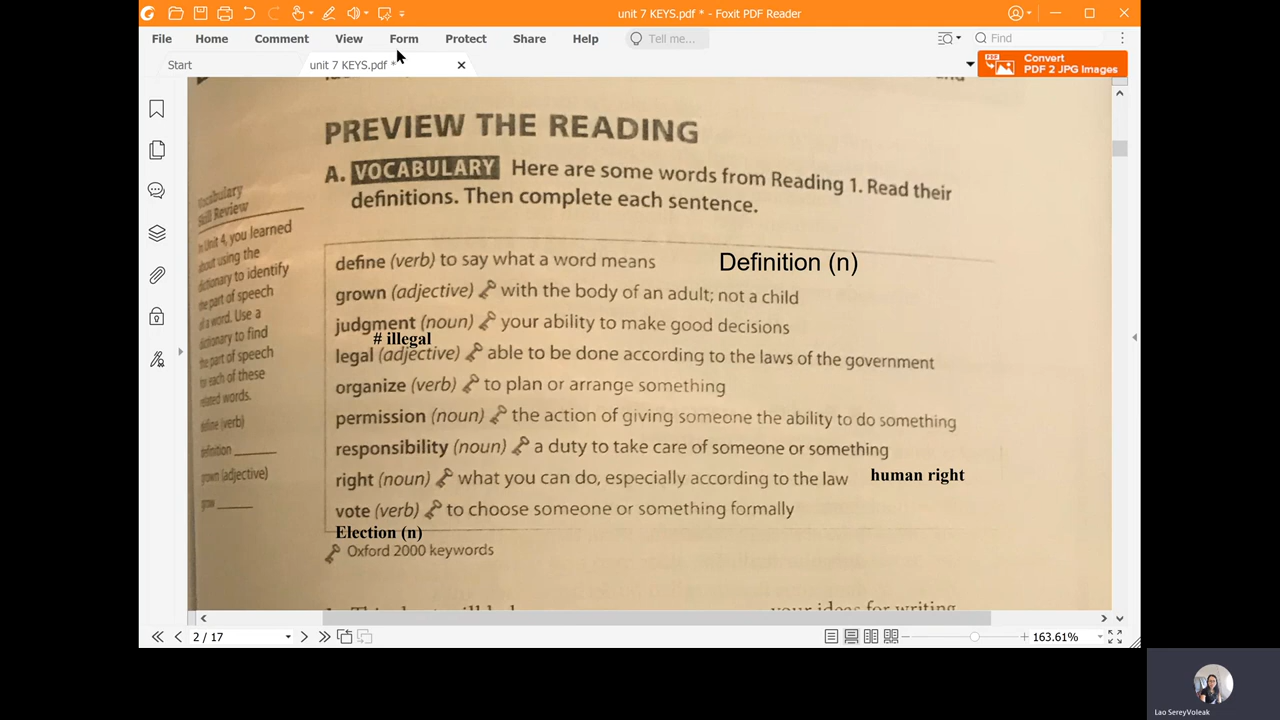 unit 7 KEYS.pdf * - Foxit PDF Reader
File Home Comment View Form Protect Share Help Tell me... Find
Start unit 7 KEYS.pdf *
Convert
PDF 2 JPG Images
PREVIEW THE READING
A. VOCABULARY Here are some words from Reading 1. Read their
definitions. Then complete each sentence.
Vocabulary
Skill Review
In Unit 4, you learned
about using the
dictionary to identify
the part of speech
of a word. Use a
dictionary to find
the part of speech
for each of these
related words.
define (verb)
definition
grown (adjective)
grow
define (verb) to say what a word means Definition (n)
grown (adjective) with the body of an adult; not a child
judgment (noun) your ability to make good decisions
# illegal
legal (adjective) able to be done according to the laws of the government
organize (verb) to plan or arrange something
permission (noun) the action of giving someone the ability to do something
responsibility (noun) a duty to take care of someone or something
right (noun) what you can do, especially according to the law human right
vote (verb) to choose someone or something formally
Election (n)
Oxford 2000 keywords
your ideas for writing
2 / 17 163.61%
Lao SereyVoleak